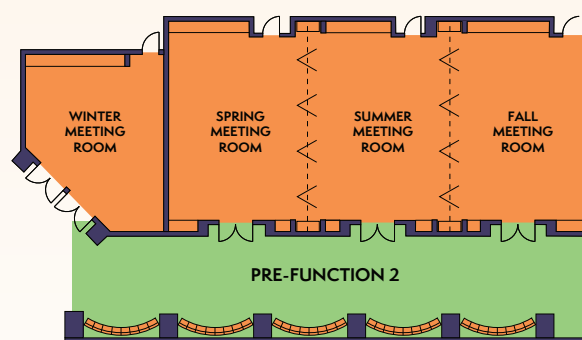 WINTER
MEETING
ROOM
SPRING
MEETING
ROOM
SUMMER
MEETING
ROOM
FALL
MEETING
ROOM
PRE-FUNCTION 2